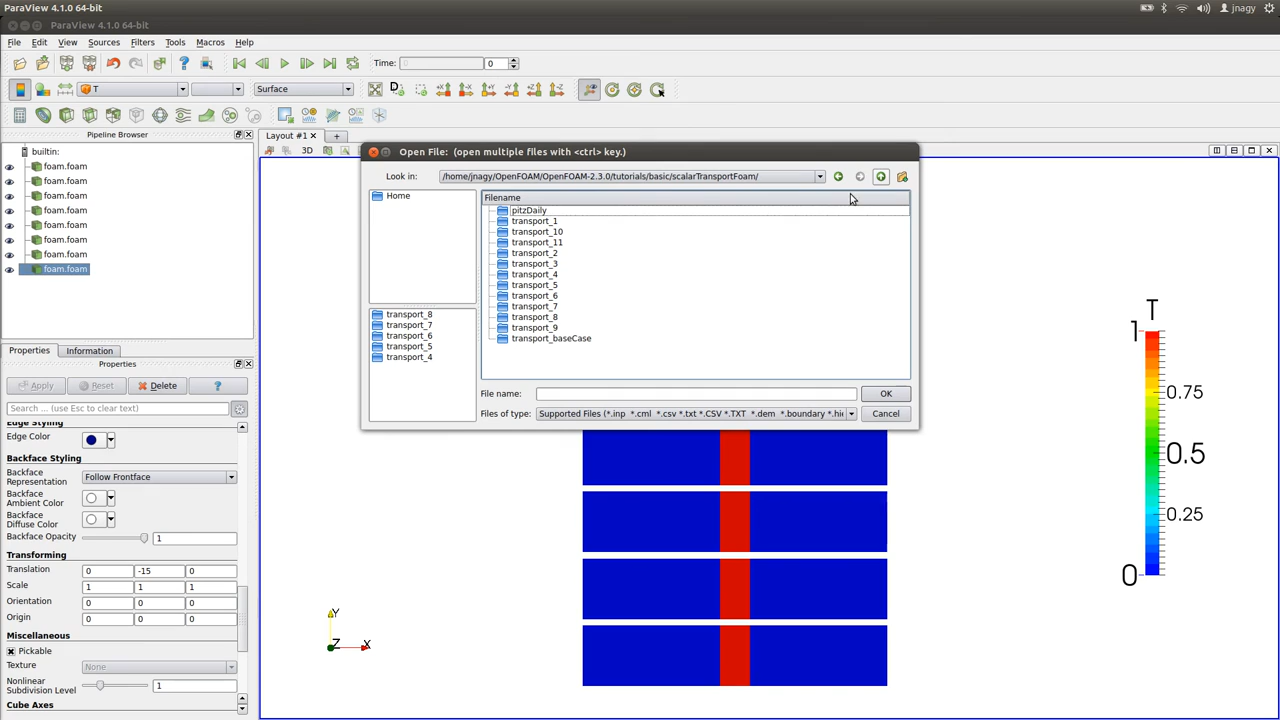 ParaView 4.1.0 64-bit
jnagy
ParaView 4.1.0 64-bit
File Edit View Sources Filters Tools Macros Help
Time: 0 0
T Surface
Pipeline Browser
Layout #1
3D
builtin:
foam.foam
foam.foam
foam.foam
foam.foam
foam.foam
foam.foam
foam.foam
foam.foam
Open File: (open multiple files with <ctrl> key.)
Look in: /home/jnagy/OpenFOAM/OpenFOAM-2.3.0/tutorials/basic/scalarTransportFoam/
Home
Filename
pitzDaily
transport_1
transport_10
transport_11
transport_2
transport_3
transport_4
transport_5
transport_6
transport_7
transport_8
transport_9
transport_baseCase
transport_8
transport_7
transport_6
transport_5
transport_4
File name: OK
Files of type: Supported Files (*.inp *.cml *.csv *.txt *.CSV *.TXT *.dem *.boundary *.hi Cancel
Properties Information
Properties
Apply Reset Delete ?
Search ... (use Esc to clear text)
Edge Styling
Edge Color
Backface Styling
Backface Representation Follow Frontface
Backface Ambient Color
Backface Diffuse Color
Backface Opacity 1
Transforming
Translation 0 -15 0
Scale 1 1 1
Orientation 0 0 0
Origin 0 0 0
Miscellaneous
Pickable
Texture None
Nonlinear Subdivision Level 1
Cube Axes
Y
Z X
T
1
0.75
0.5
0.25
0